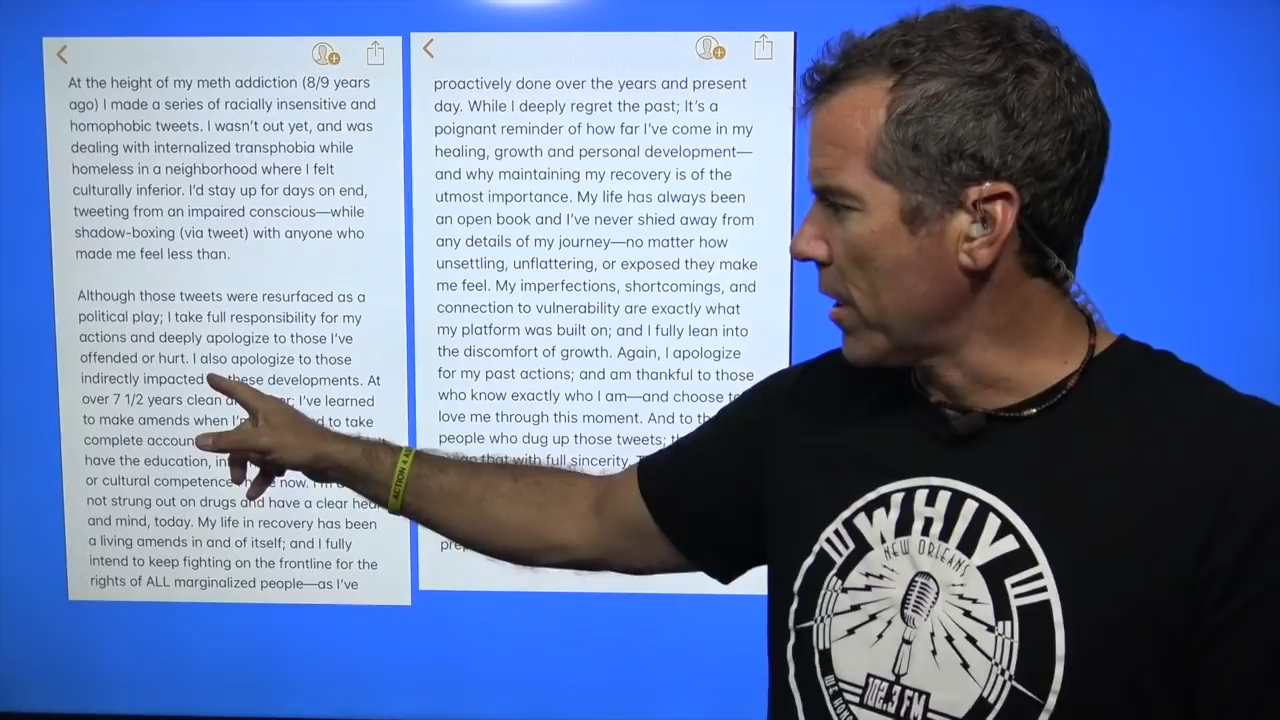 At the height of my meth addiction (8/9 years
ago) I made a series of racially insensitive and
homophobic tweets. I wasn't out yet, and was
dealing with internalized transphobia while
homeless in a neighborhood where I felt
culturally inferior. I'd stay up for days on end,
tweeting from an impaired conscious—while
shadow-boxing (via tweet) with anyone who
made me feel less than.
Although those tweets were resurfaced as a
political play; I take full responsibility for my
actions and deeply apologize to those I've
offended or hurt. I also apologize to those
indirectly impacted these developments. At
over 7 1/2 years clean I've learned
to make amends when to take
complete
have the education,
or cultural competence now.
not strung out on drugs and have a clear
and mind, today. My life in recovery has been
a living amends in and of itself; and I fully
intend to keep fighting on the frontline for the
rights of ALL marginalized people—as I've
proactively done over the years and present
day. While I deeply regret the past; It's a
poignant reminder of how far I've come in my
healing, growth and personal development—
and why maintaining my recovery is of the
utmost importance. My life has always been
an open book and I've never shied away from
any details of my journey—no matter how
unsettling, unflattering, or exposed they make
me feel. My imperfections, shortcomings, and
connection to vulnerability are exactly what
my platform was built on; and I fully lean into
the discomfort of growth. Again, I apologize
for my past actions; and am thankful to those
who know exactly who I am—and choose
love me through this moment. And to
people who dug up those tweets;
that with full sincerity.
ACTION 4
WHIV
NEW ORLEANS
102.3 FM
WE